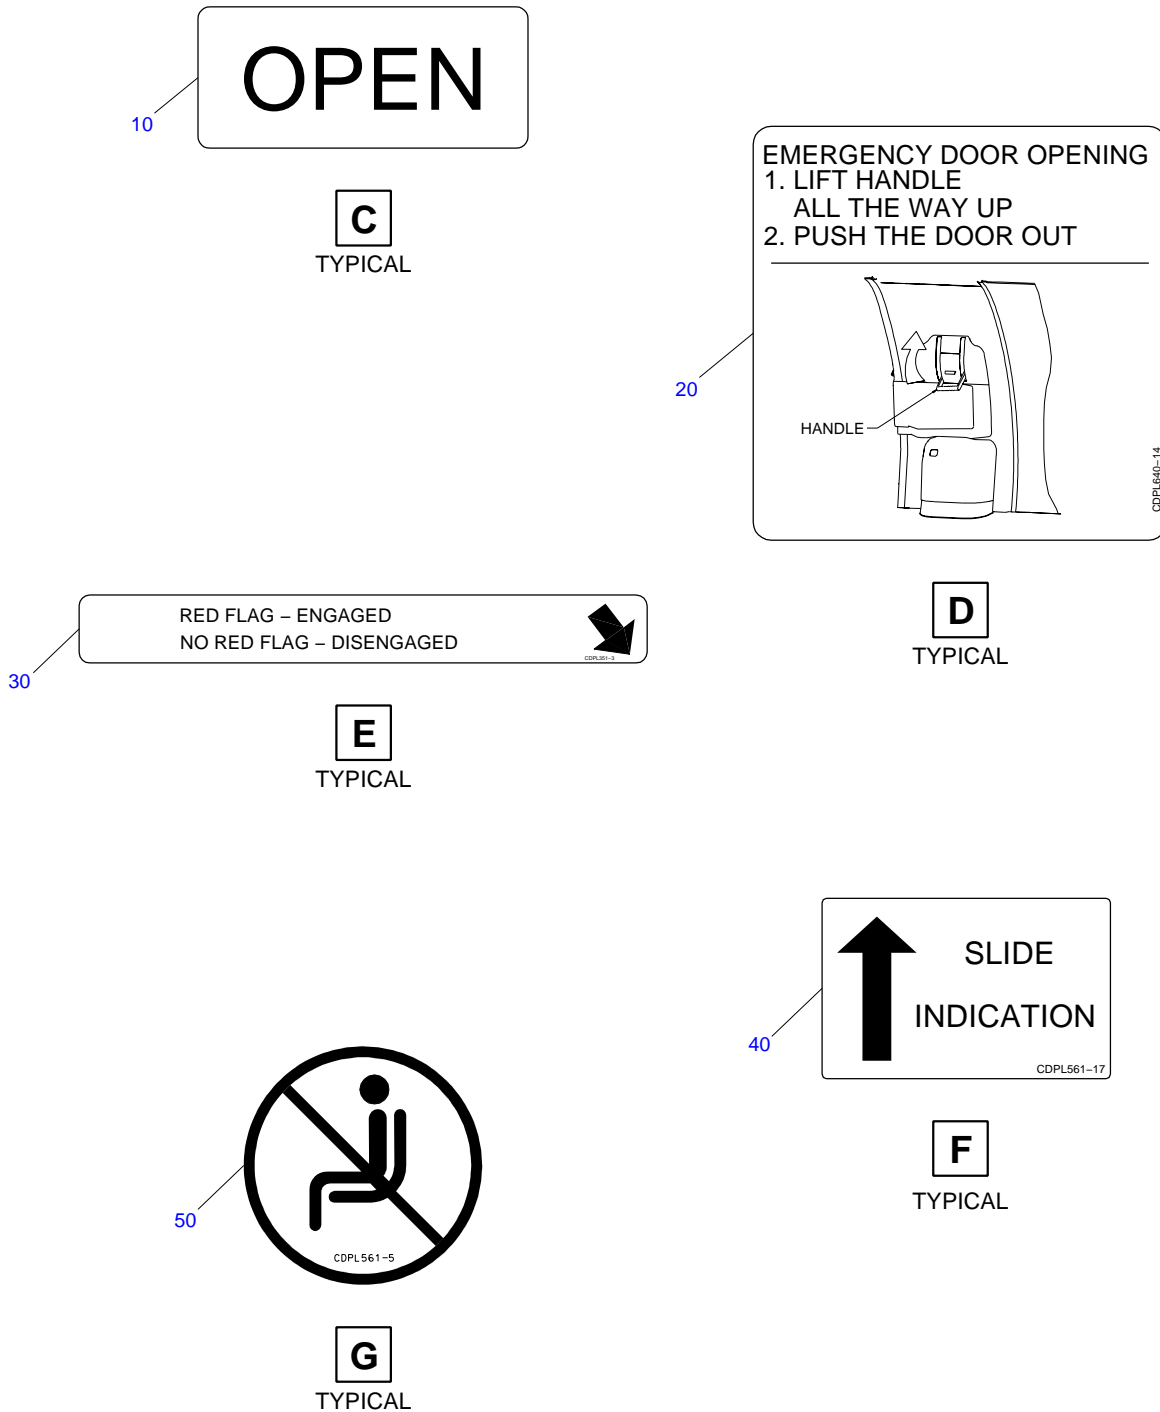 OPEN
10
C
TYPICAL
EMERGENCY DOOR OPENING
1. LIFT HANDLE
ALL THE WAY UP
2. PUSH THE DOOR OUT
20
HANDLE
CDPL640–14
D
TYPICAL
RED FLAG – ENGAGED
NO RED FLAG – DISENGAGED
CDPL351–3
30
E
TYPICAL
SLIDE
INDICATION
40
CDPL561–17
F
TYPICAL
50
CDPL561-5
G
TYPICAL